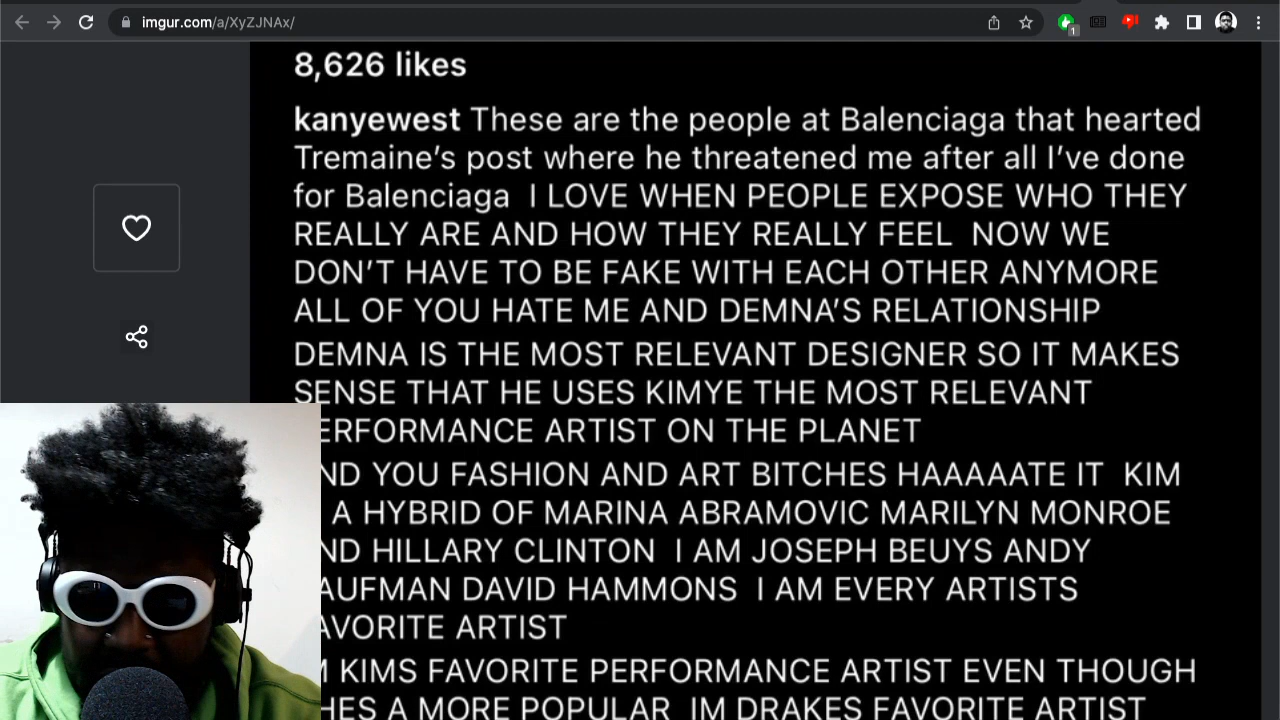 imgur.com/a/XyZJNAx/
1
8,626 likes
kanyewest These are the people at Balenciaga that hearted
Tremaine’s post where he threatened me after all I’ve done
for Balenciaga I LOVE WHEN PEOPLE EXPOSE WHO THEY
REALLY ARE AND HOW THEY REALLY FEEL NOW WE
DON’T HAVE TO BE FAKE WITH EACH OTHER ANYMORE
ALL OF YOU HATE ME AND DEMNA’S RELATIONSHIP
DEMNA IS THE MOST RELEVANT DESIGNER SO IT MAKES
SENSE THAT HE USES KIMYE THE MOST RELEVANT
ERFORMANCE ARTIST ON THE PLANET
ND YOU FASHION AND ART BITCHES HAAAAATE IT KIM
A HYBRID OF MARINA ABRAMOVIC MARILYN MONROE
ND HILLARY CLINTON I AM JOSEPH BEUYS ANDY
AUFMAN DAVID HAMMONS I AM EVERY ARTISTS
AVORITE ARTIST
M KIMS FAVORITE PERFORMANCE ARTIST EVEN THOUGH
HES A MORE POPULAR IM DRAKES FAVORITE ARTIST